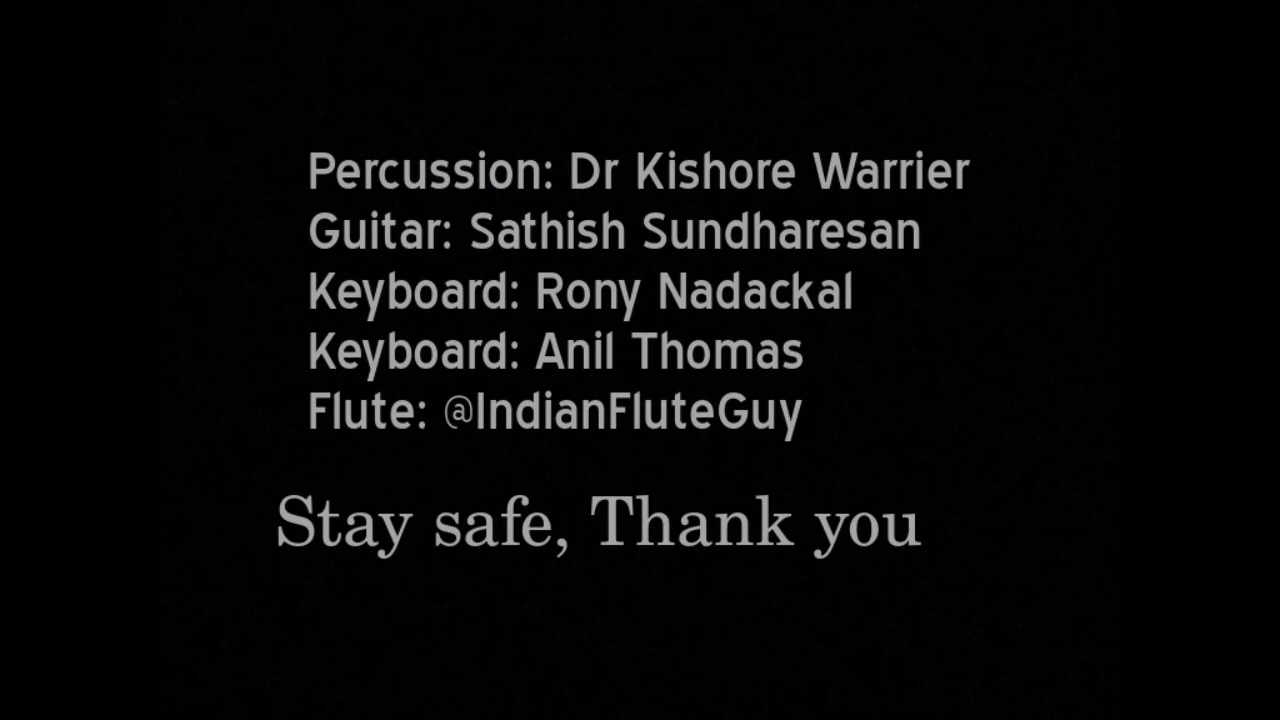 Percussion: Dr Kishore Warrier
Guitar: Sathish Sundharesan
Keyboard: Rony Nadackal
Keyboard: Anil Thomas
Flute: @IndianFluteGuy
Stay safe, Thank you